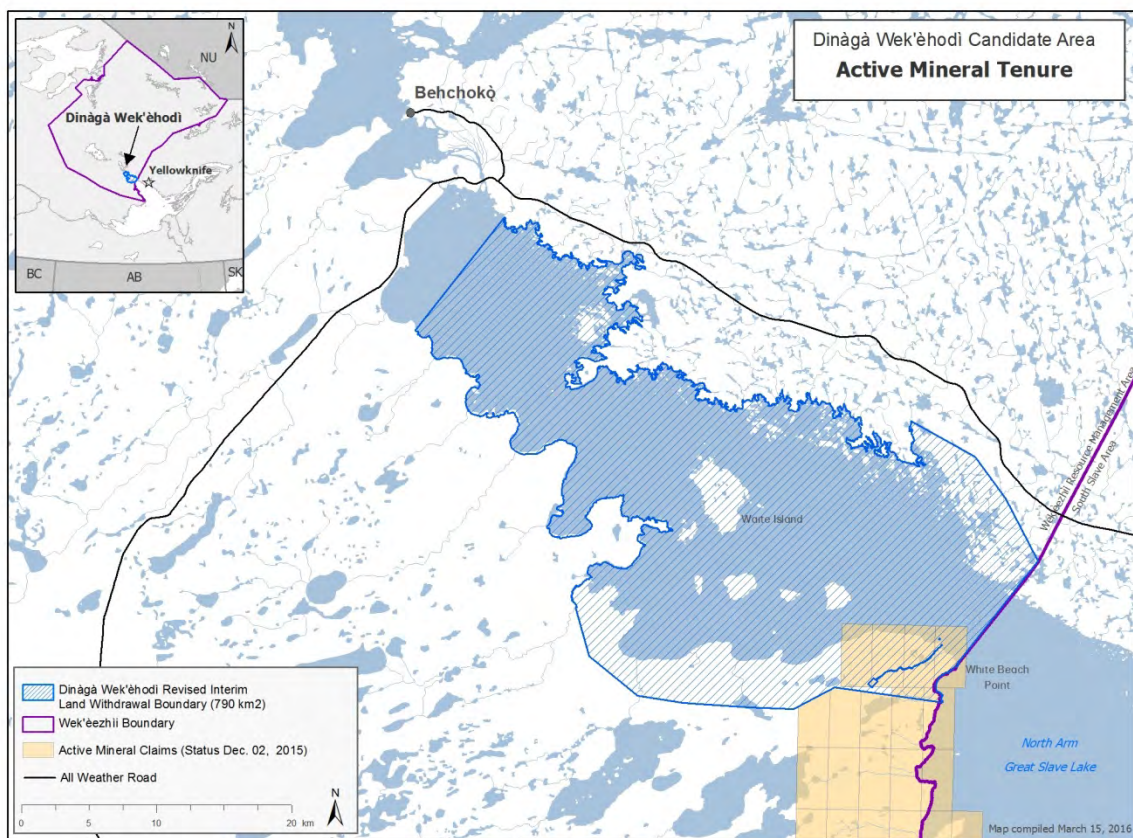 N
NU
Dinàgà Wek'èhodì
Yellowknife
BC
AB
SK
Dinàgà Wek'èhodì Candidate Area
Active Mineral Tenure
Behchokǫ̀
Wek'eezhii Resource Management Area
South Slave Area
Waite Island
White Beach
Point
North Arm
Great Slave Lake
Dinàgà Wek'èhodì Revised Interim
Land Withdrawal Boundary (790 km2)
Wek'èezhii Boundary
Active Mineral Claims (Status Dec. 02, 2015)
All Weather Road
0 5 10 20 km
N
Map compiled March 15, 2016